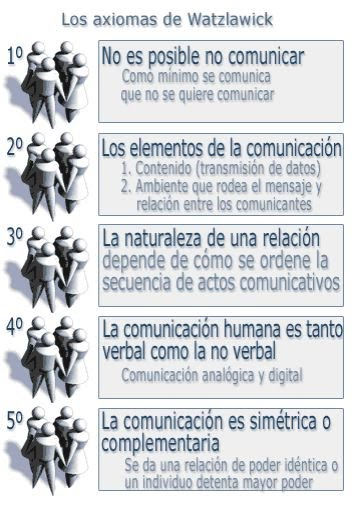 Los axiomas de Watzlawick
1º
No es posible no comunicar
Como mínimo se comunica
que no se quiere comunicar
2º
Los elementos de la comunicación
1. Contenido (transmisión de datos)
2. Ambiente que rodea el mensaje y
relación entre los comunicantes
3º
La naturaleza de una relación
depende de cómo se ordene la
secuencia de actos comunicativos
4º
La comunicación humana es tanto
verbal como la no verbal
Comunicación analógica y digital
5º
La comunicación es simétrica o
complementaria
Se da una relación de poder idéntica o
un individuo detenta mayor poder